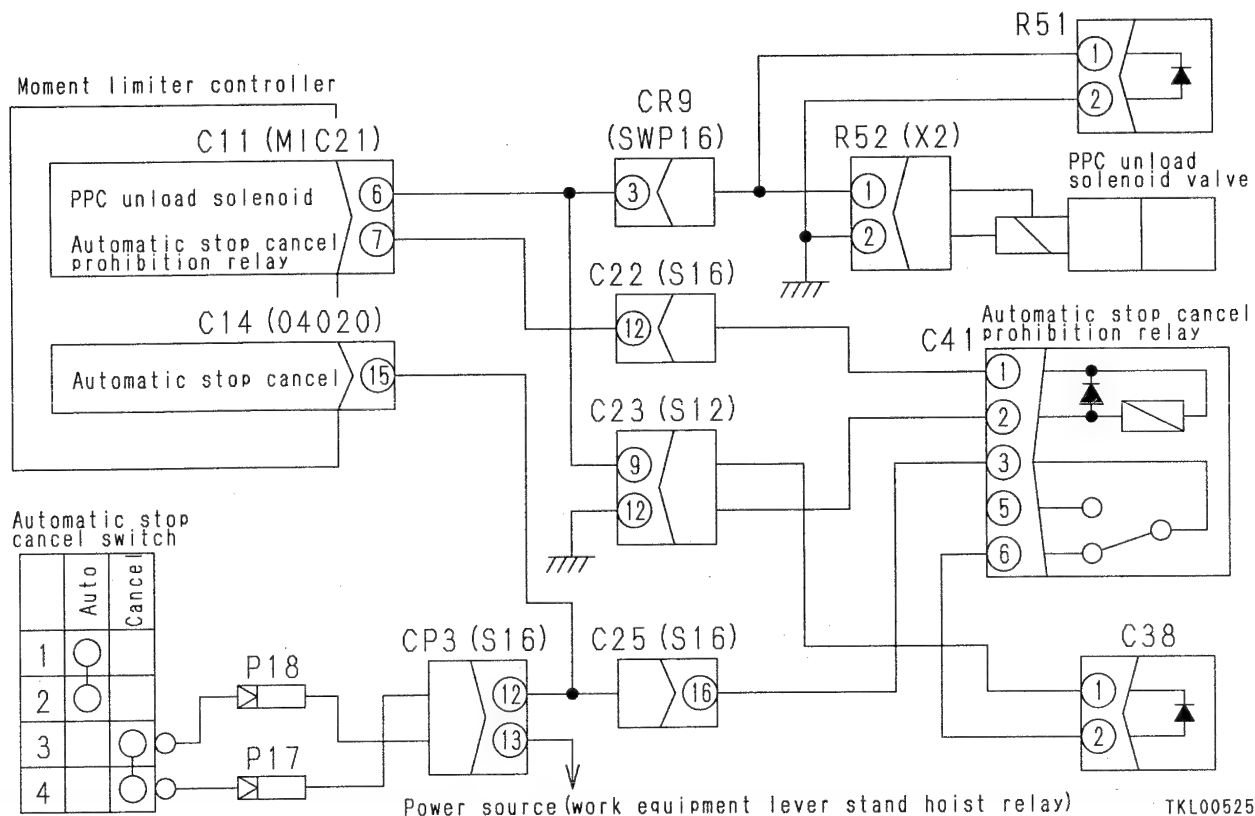 R51
1
2
Moment limiter controller
C11 (MIC21)
PPC unload solenoid
6
Automatic stop cancel
prohibition relay
7
CR9
(SWP16)
3
R52 (X2)
1
2
PPC unload
solenoid valve
C14 (04020)
Automatic stop cancel
15
C22 (S16)
12
C23 (S12)
9
12
Automatic stop cancel
prohibition relay
C41
1
2
3
5
6
Automatic stop
cancel switch
Auto
Cancel
1
2
3
4
P18
P17
CP3 (S16)
12
13
C25 (S16)
16
C38
1
2
Power source (work equipment lever stand hoist relay)
TKL00525